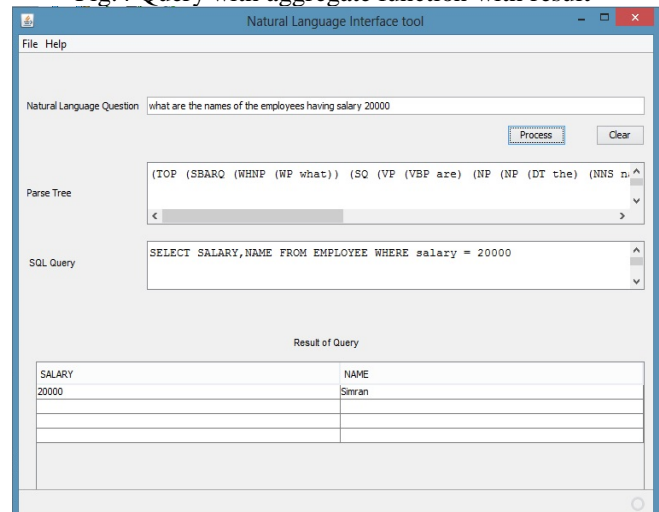 Query with aggregate function with result
Natural Language Interface tool
File Help
Natural Language Question what are the names of the employees having salary 20000
Process Clear
Parse Tree
(TOP (SBARQ (WHNP (WP what)) (SQ (VP (VBP are) (NP (NP (DT the) (NNS
SQL Query
SELECT SALARY,NAME FROM EMPLOYEE WHERE salary = 20000
Result of Query
SALARY NAME
20000 Simran